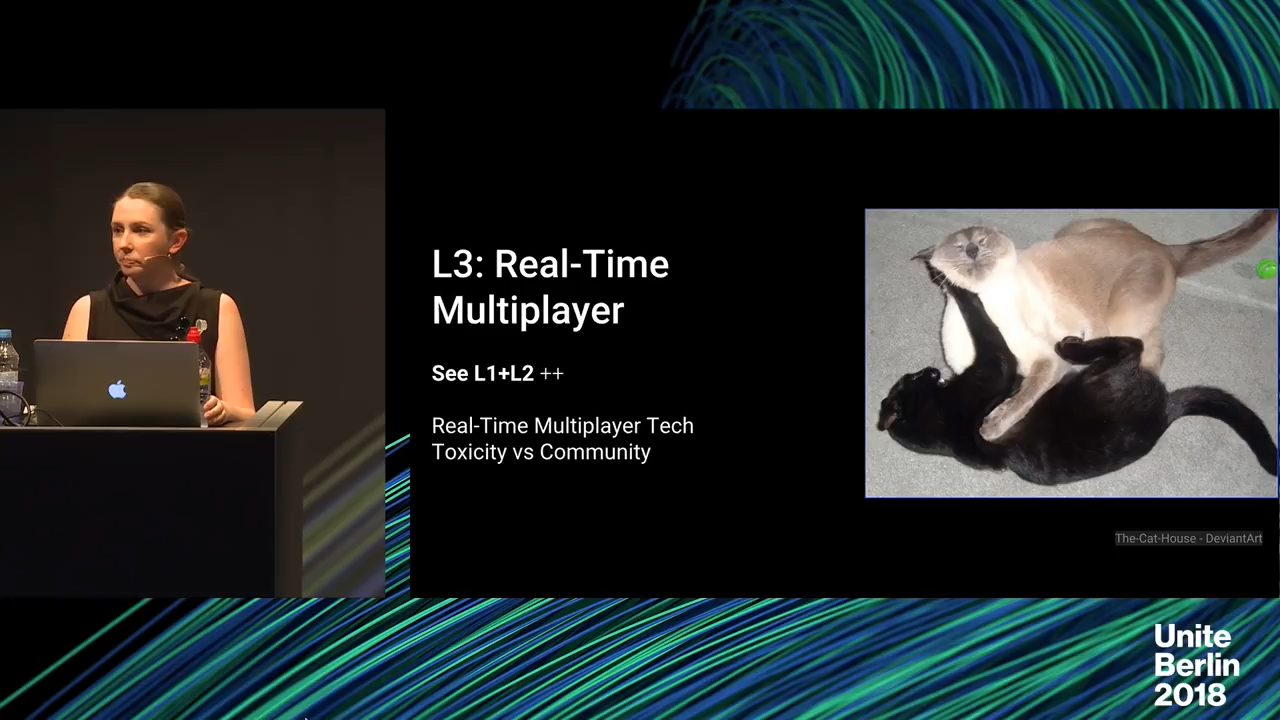 L3: Real-Time
Multiplayer
See L1+L2 ++
Real-Time Multiplayer Tech
Toxicity vs Community
The-Cat-House - DeviantArt
Unite
Berlin
2018